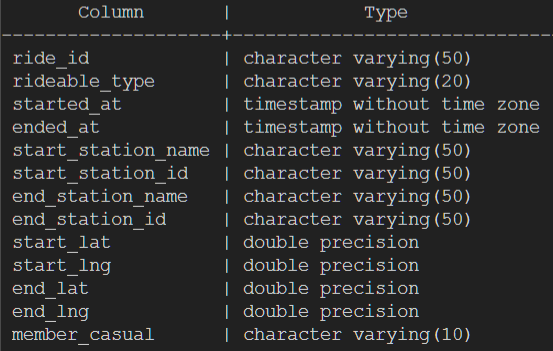 Column | Type
--------------------+-----------------------------
ride_id | character varying(50)
rideable_type | character varying(20)
started_at | timestamp without time zone
ended_at | timestamp without time zone
start_station_name | character varying(50)
start_station_id | character varying(50)
end_station_name | character varying(50)
end_station_id | character varying(50)
start_lat | double precision
start_lng | double precision
end_lat | double precision
end_lng | double precision
member_casual | character varying(10)